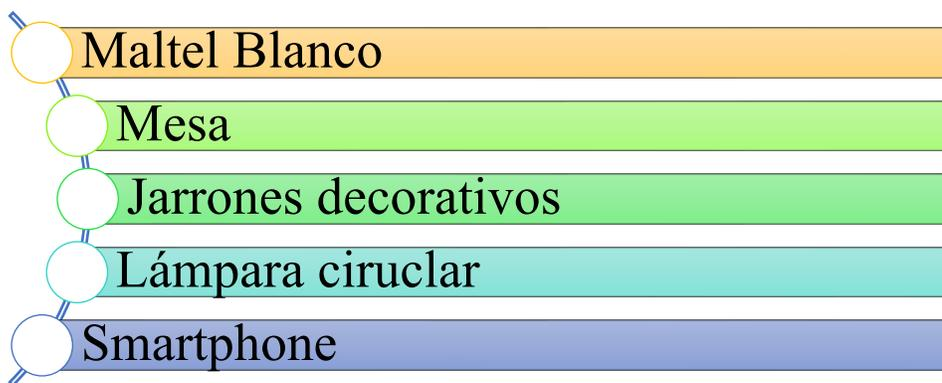 Maltel Blanco
Mesa
Jarrones decorativos
Lámpara ciruclar
Smartphone